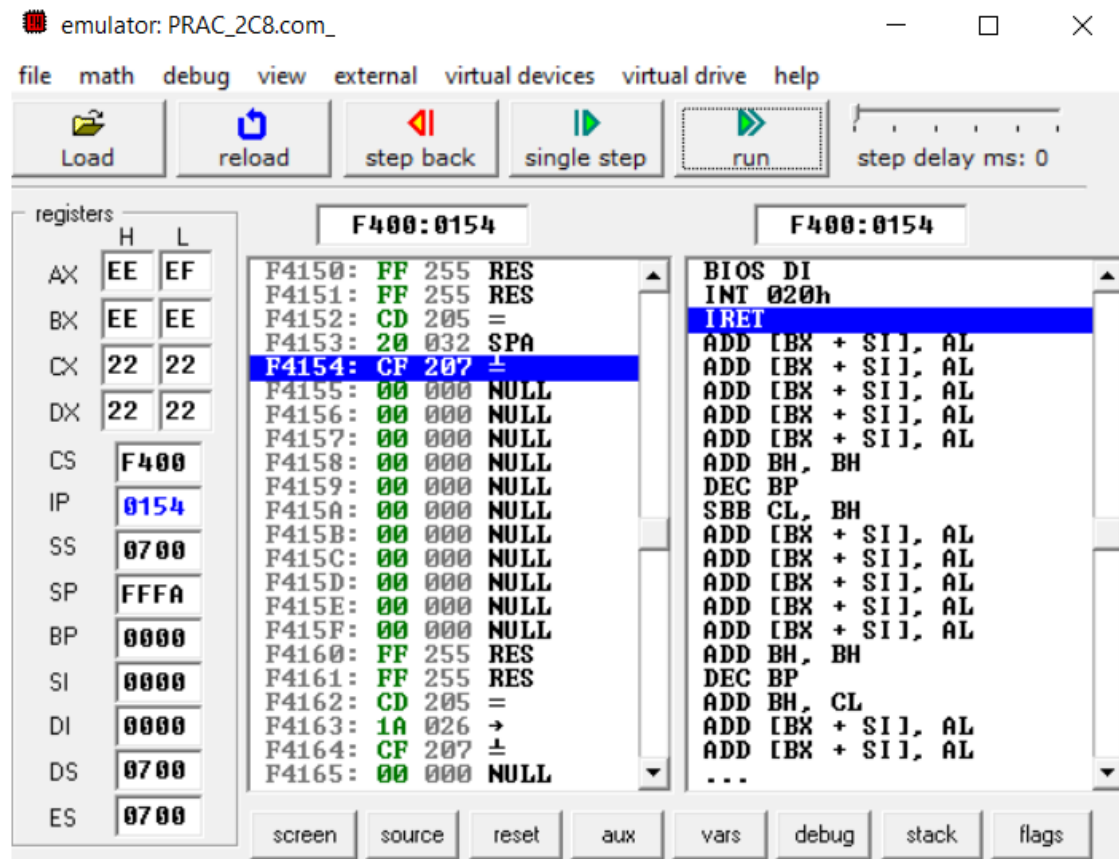 emulator: PRAC_2C8.com_
file math debug view external virtual devices virtual drive help
Load reload step back single step run step delay ms: 0
registers
H L
F400:0154 F400:0154
AX EE EF
BX EE EE
CX 22 22
DX 22 22
CS F400
IP 0154
SS 0700
SP FFFA
BP 0000
SI 0000
DI 0000
DS 0700
ES 0700
F4150: FF 255 RES
F4151: FF 255 RES
F4152: CD 205 =
F4153: 20 032 SPA
F4154: CF 207 ╧
F4155: 00 000 NULL
F4156: 00 000 NULL
F4157: 00 000 NULL
F4158: 00 000 NULL
F4159: 00 000 NULL
F415A: 00 000 NULL
F415B: 00 000 NULL
F415C: 00 000 NULL
F415D: 00 000 NULL
F415E: 00 000 NULL
F415F: 00 000 NULL
F4160: FF 255 RES
F4161: FF 255 RES
F4162: CD 205 =
F4163: 1A 026 →
F4164: CF 207 ╧
F4165: 00 000 NULL
BIOS DI
INT 020h
IRET
ADD [BX + SI], AL
ADD [BX + SI], AL
ADD [BX + SI], AL
ADD [BX + SI], AL
ADD [BX + SI], AL
ADD BH, BH
DEC BP
SBB CL, BH
ADD [BX + SI], AL
ADD [BX + SI], AL
ADD [BX + SI], AL
ADD [BX + SI], AL
ADD [BX + SI], AL
ADD BH, BH
DEC BP
ADD BH, CL
ADD [BX + SI], AL
ADD [BX + SI], AL
...
screen source reset aux vars debug stack flags